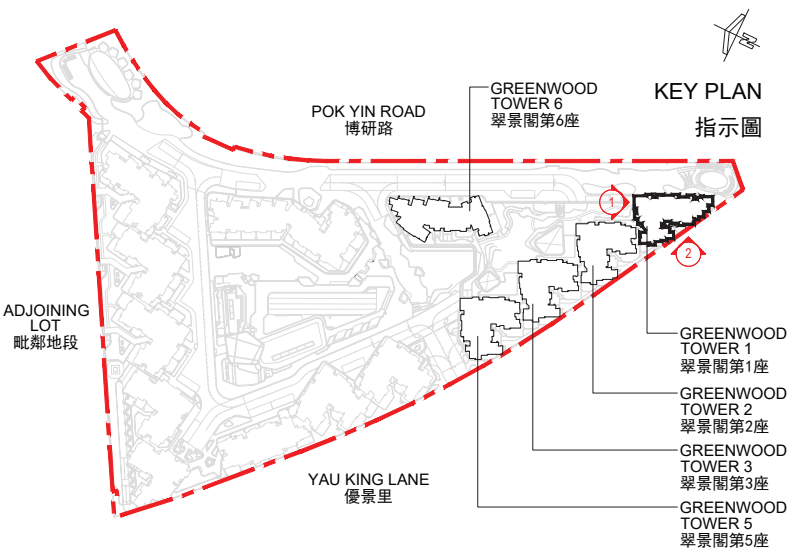 KEY PLAN
指示圖
N
POK YIN ROAD
博研路
GREENWOOD
TOWER 6
翠景閣第6座
1
2
ADJOINING
LOT
毗鄰地段
GREENWOOD
TOWER 1
翠景閣第1座
GREENWOOD
TOWER 2
翠景閣第2座
GREENWOOD
TOWER 3
翠景閣第3座
YAU KING LANE
優景里
GREENWOOD
TOWER 5
翠景閣第5座